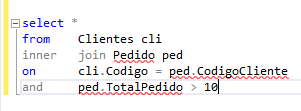 select *
from Clientes cli
inner join Pedido ped
on cli.Codigo = ped.CodigoCliente
and ped.TotalPedido > 10